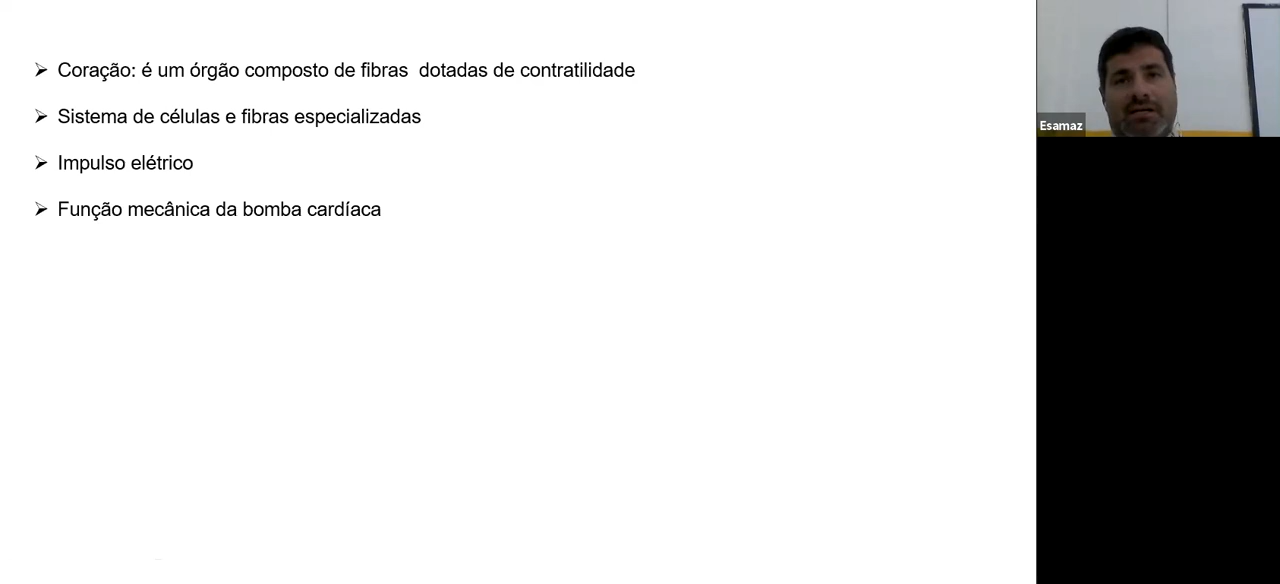 Coração: é um órgão composto de fibras  dotadas de contratilidade
Sistema de células e fibras especializadas
Impulso elétrico
Função mecânica da bomba cardíaca
Esamaz